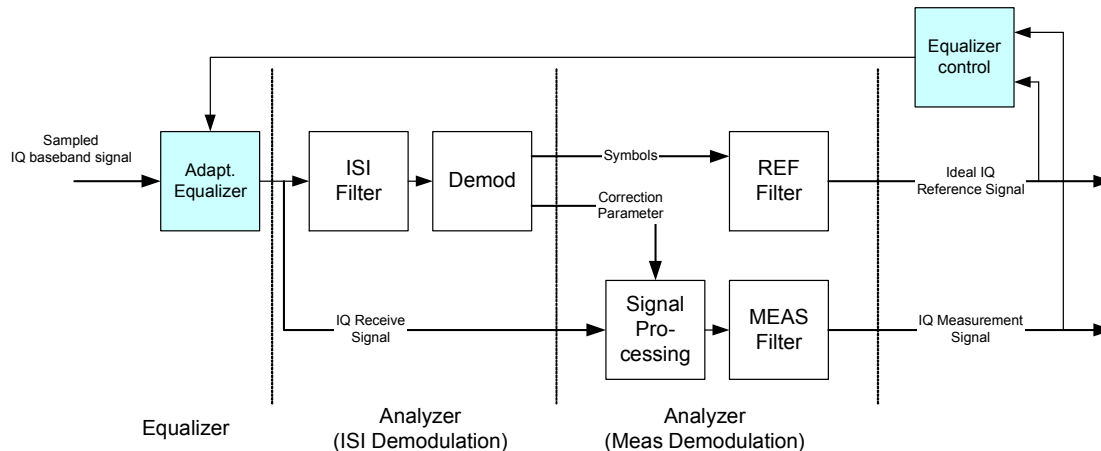 Equalizer
control
Sampled
IQ baseband signal
Adapt.
Equalizer
ISI
Filter
Demod
Symbols
Correction
Parameter
REF
Filter
Ideal IQ
Reference Signal
IQ Receive
Signal
Signal
Pro-
cessing
MEAS
Filter
IQ Measurement
Signal
Equalizer
Analyzer
(ISI Demodulation)
Analyzer
(Meas Demodulation)